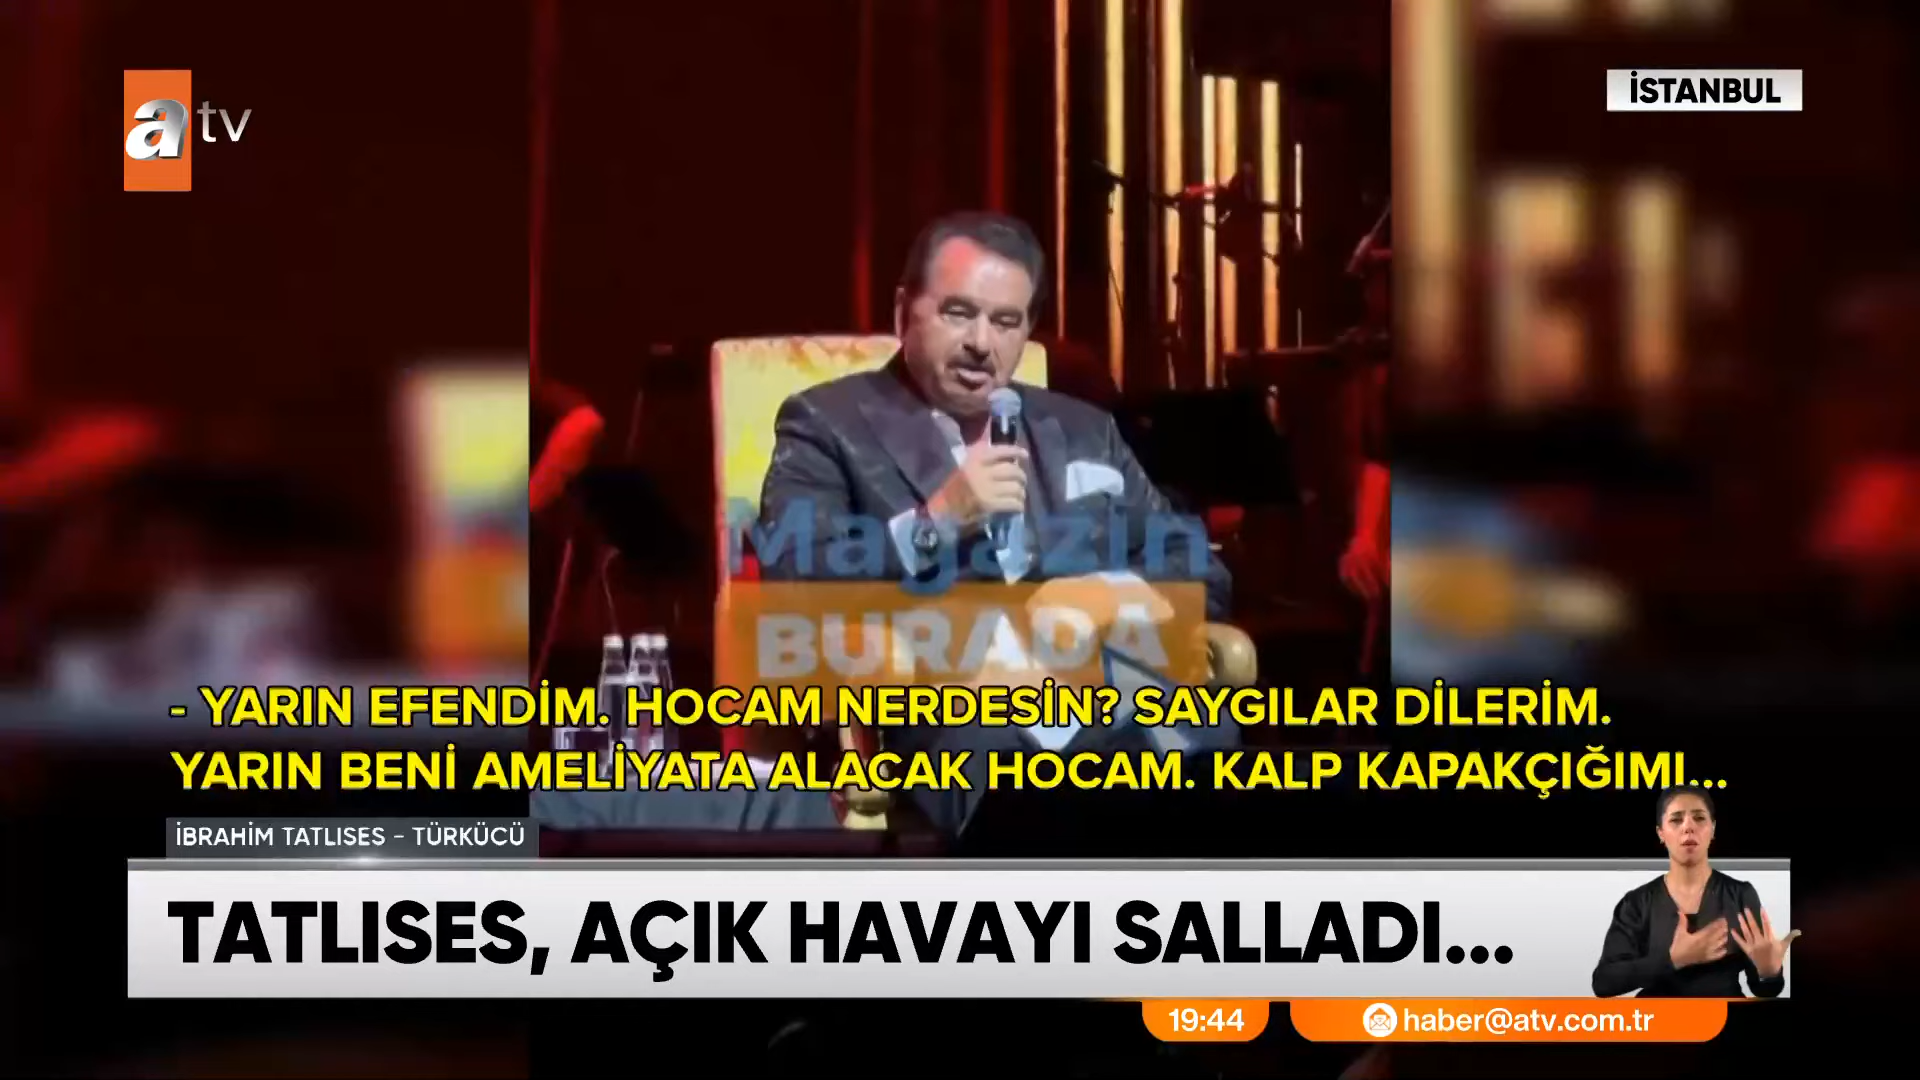 a tv
İSTANBUL
Magazin
BURADA
- YARIN EFENDİM. HOCAM NERDESİN? SAYGILAR DİLERİM.
YARIN BENİ AMELİYATA ALACAK HOCAM. KALP KAPAKÇIĞIMI...
İBRAHİM TATLISES - TÜRKÜCÜ
TATLISES, AÇIK HAVAYI SALLADI...
19:44
haber@atv.com.tr